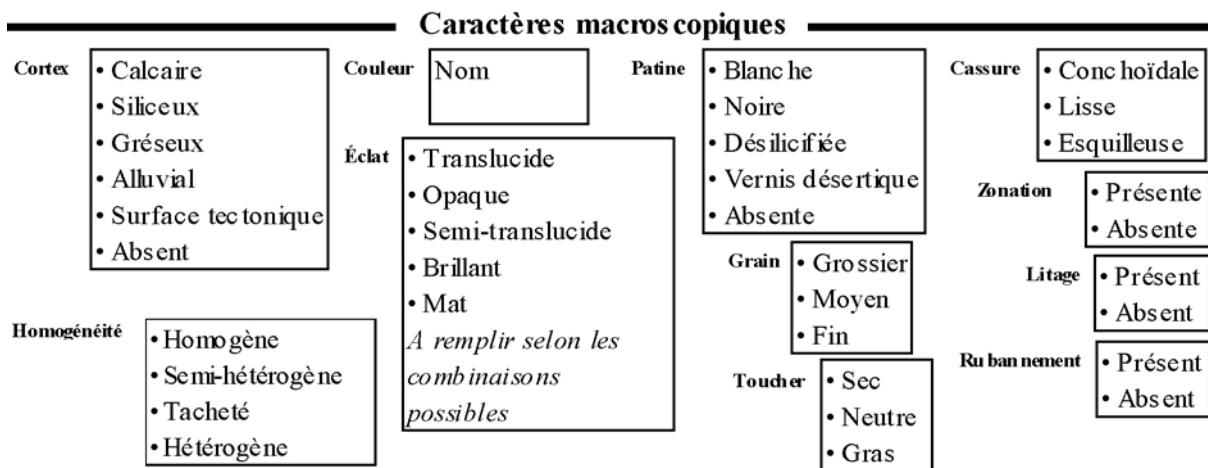 Caractères macroscopiques
Cortex
• Calcaire
• Siliceux
• Gréseux
• Alluvial
• Surface tectonique
• Absent
Homogénéité
• Homogène
• Semi-hétérogène
• Tacheté
• Hétérogène
Couleur
Nom
Éclat
• Translucide
• Opaque
• Semi-translucide
• Brillant
• Mat
A remplir selon les
combinaisons
possibles
Patine
• Blanche
• Noire
• Désilicifiée
• Vernis désertique
• Absente
Grain
• Grossier
• Moyen
• Fin
Toucher
• Sec
• Neutre
• Gras
Cassure
• Conchoïdale
• Lisse
• Esquilleuse
Zonation
• Présente
• Absente
Litage
• Présent
• Absent
Rubannement
• Présent
• Absent